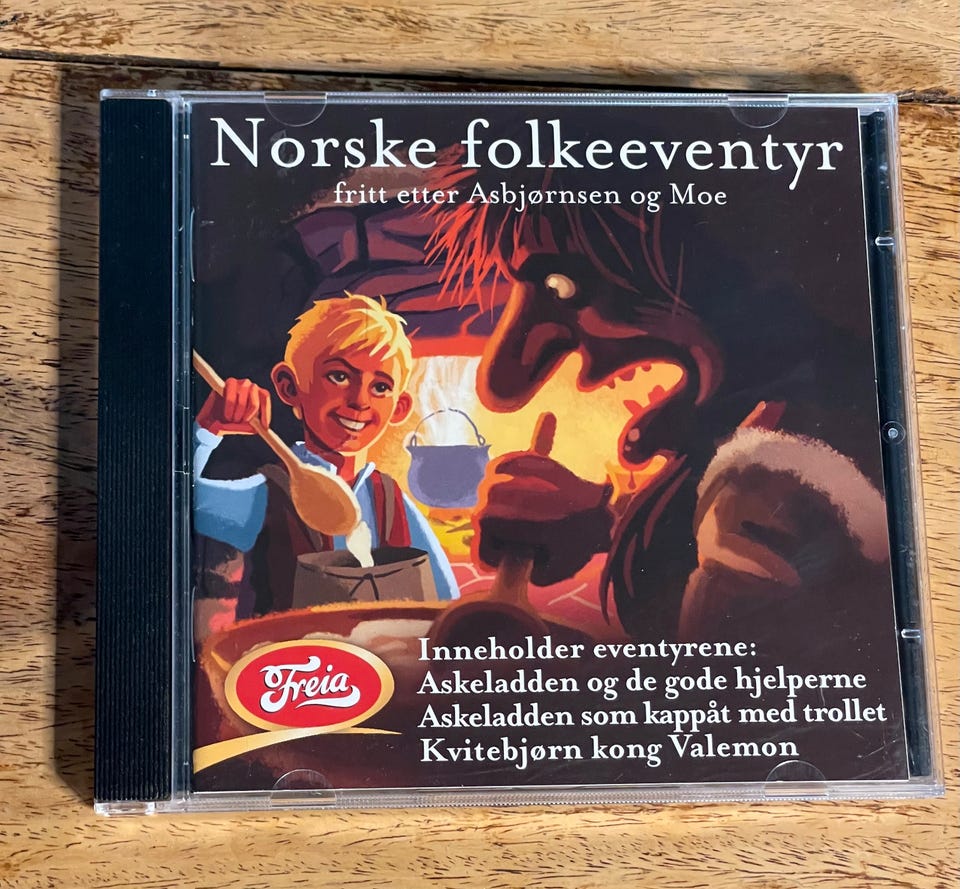 Norske folkeeventyr
fritt etter Asbjørnsen og Moe
Freia
Inneholder eventyrene:
Askeladden og de gode hjelperne
Askeladden som kappåt med trollet
Kvitebjørn kong Valemon